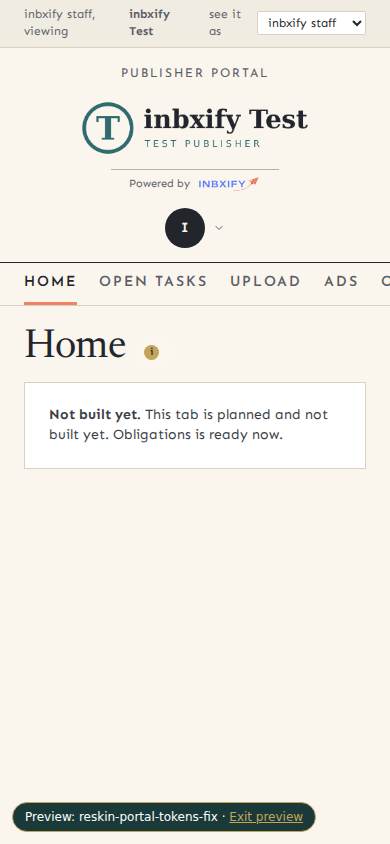 inbxify staff, viewing inbxify Test see it as inbxify staff
PUBLISHER PORTAL
T inbxify Test
TEST PUBLISHER
Powered by INBXIFY
I
HOME OPEN TASKS UPLOAD ADS
Home i
Not built yet. This tab is planned and not
built yet. Obligations is ready now.
Preview: reskin-portal-tokens-fix · Exit preview